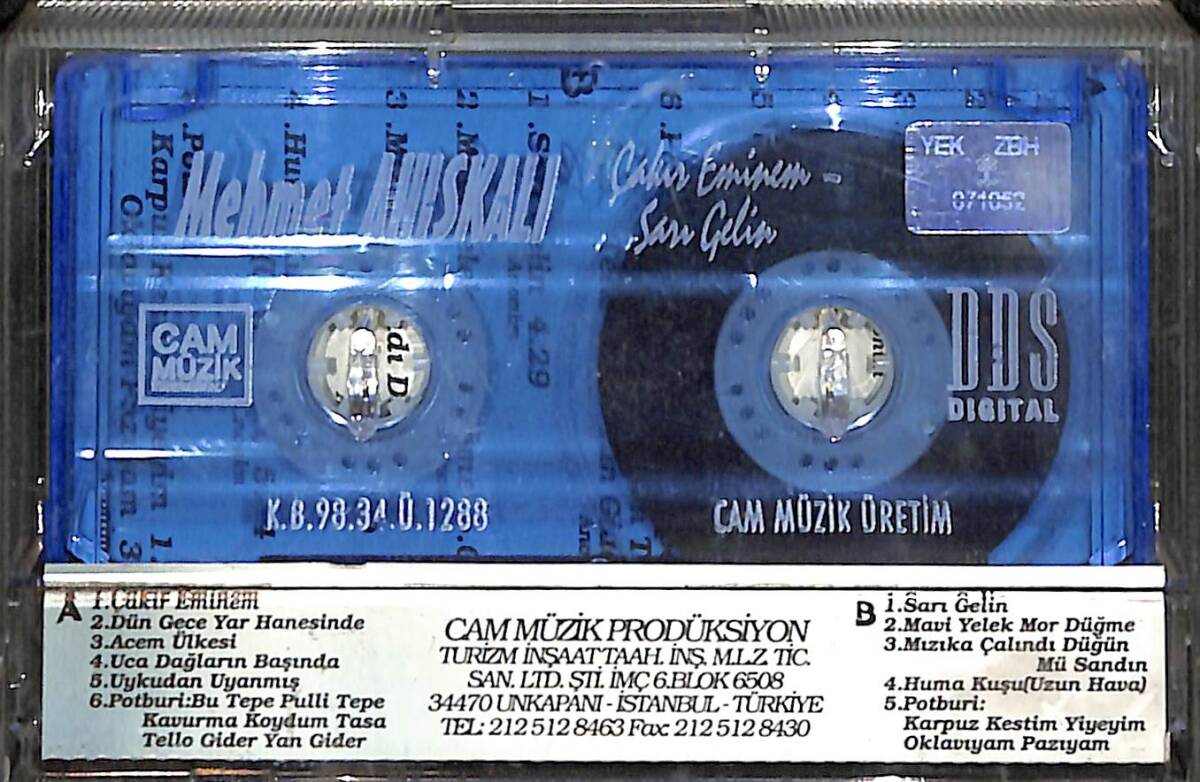 Mehmet AHISKALI
Çakır Eminem -
Sarı Gelin
YEK ZBH
071052
CAM
MÜZİK
DDS
DIGITAL
K.B.98.34.Ü.1288
CAM MÜZİK ÜRETİM
A
1.Çakır Eminem
2.Dün Gece Yar Hanesinde
3.Acem Ülkesi
4.Uca Dağların Başında
5.Uykudan Uyanmış
6.Potburi:Bu Tepe Pulli Tepe
Kavurma Koydum Tasa
Tello Gider Yan Gider
CAM MÜZİK PRODÜKSİYON
TURİZM İNŞAAT TAAH. İNŞ. M.L.Z. TİC.
SAN. LTD. ŞTİ. İMÇ 6.BLOK 6508
34470 UNKAPANI - İSTANBUL - TÜRKİYE
TEL: 212 512 8463 Fax: 212 512 8430
B
1.Sarı Gelin
2.Mavi Yelek Mor Düğme
3.Mızıka Çalındı Düğün
Mü Sandın
4.Huma Kuşu(Uzun Hava)
5.Potburi:
Karpuz Kestim Yiyeyim
Oklavıyam Pazıyam